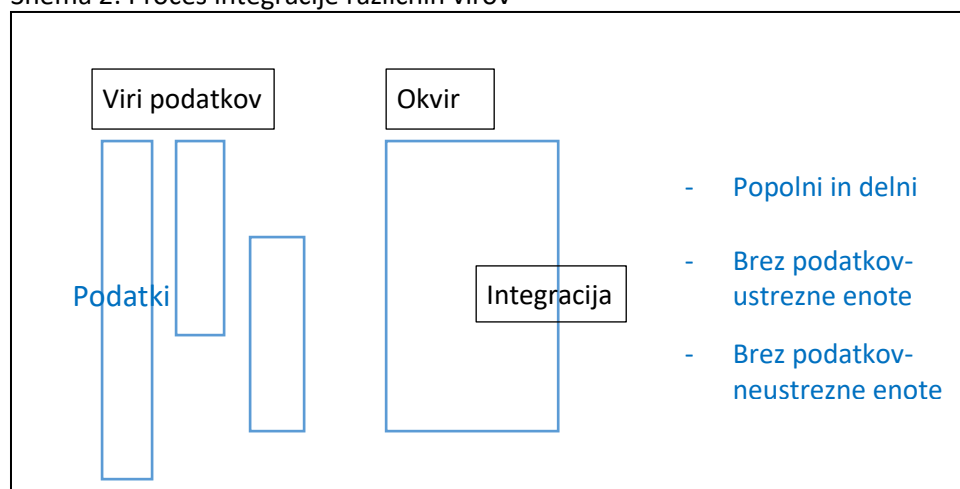 Shema 2: Proces integracije različnih virov
Viri podatkov
Okvir
Podatki
Integracija
- Popolni in delni
- Brez podatkov-
ustrezne enote
- Brez podatkov-
neustrezne enote